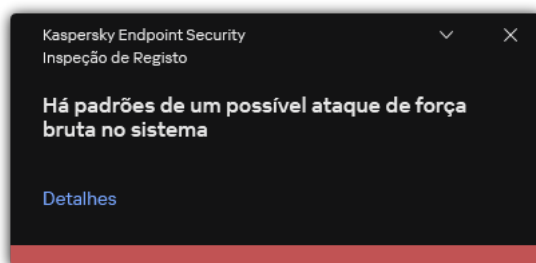 Kaspersky Endpoint Security
Inspeção de Registo
Há padrões de um possível ataque de força
bruta no sistema
Detalhes